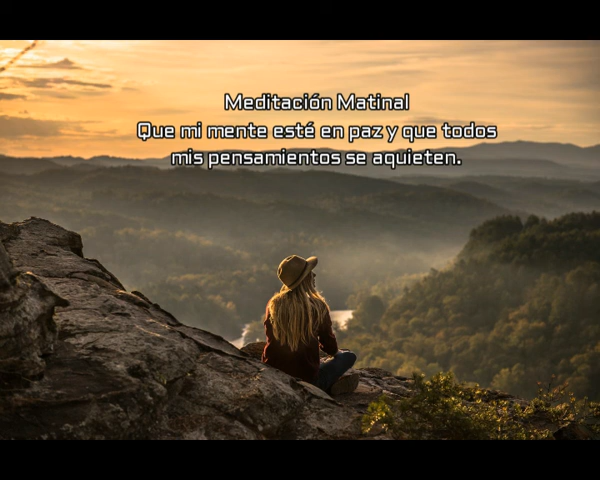 Meditación Matinal
Que mi mente esté en paz y que todos
mis pensamientos se aquieten.